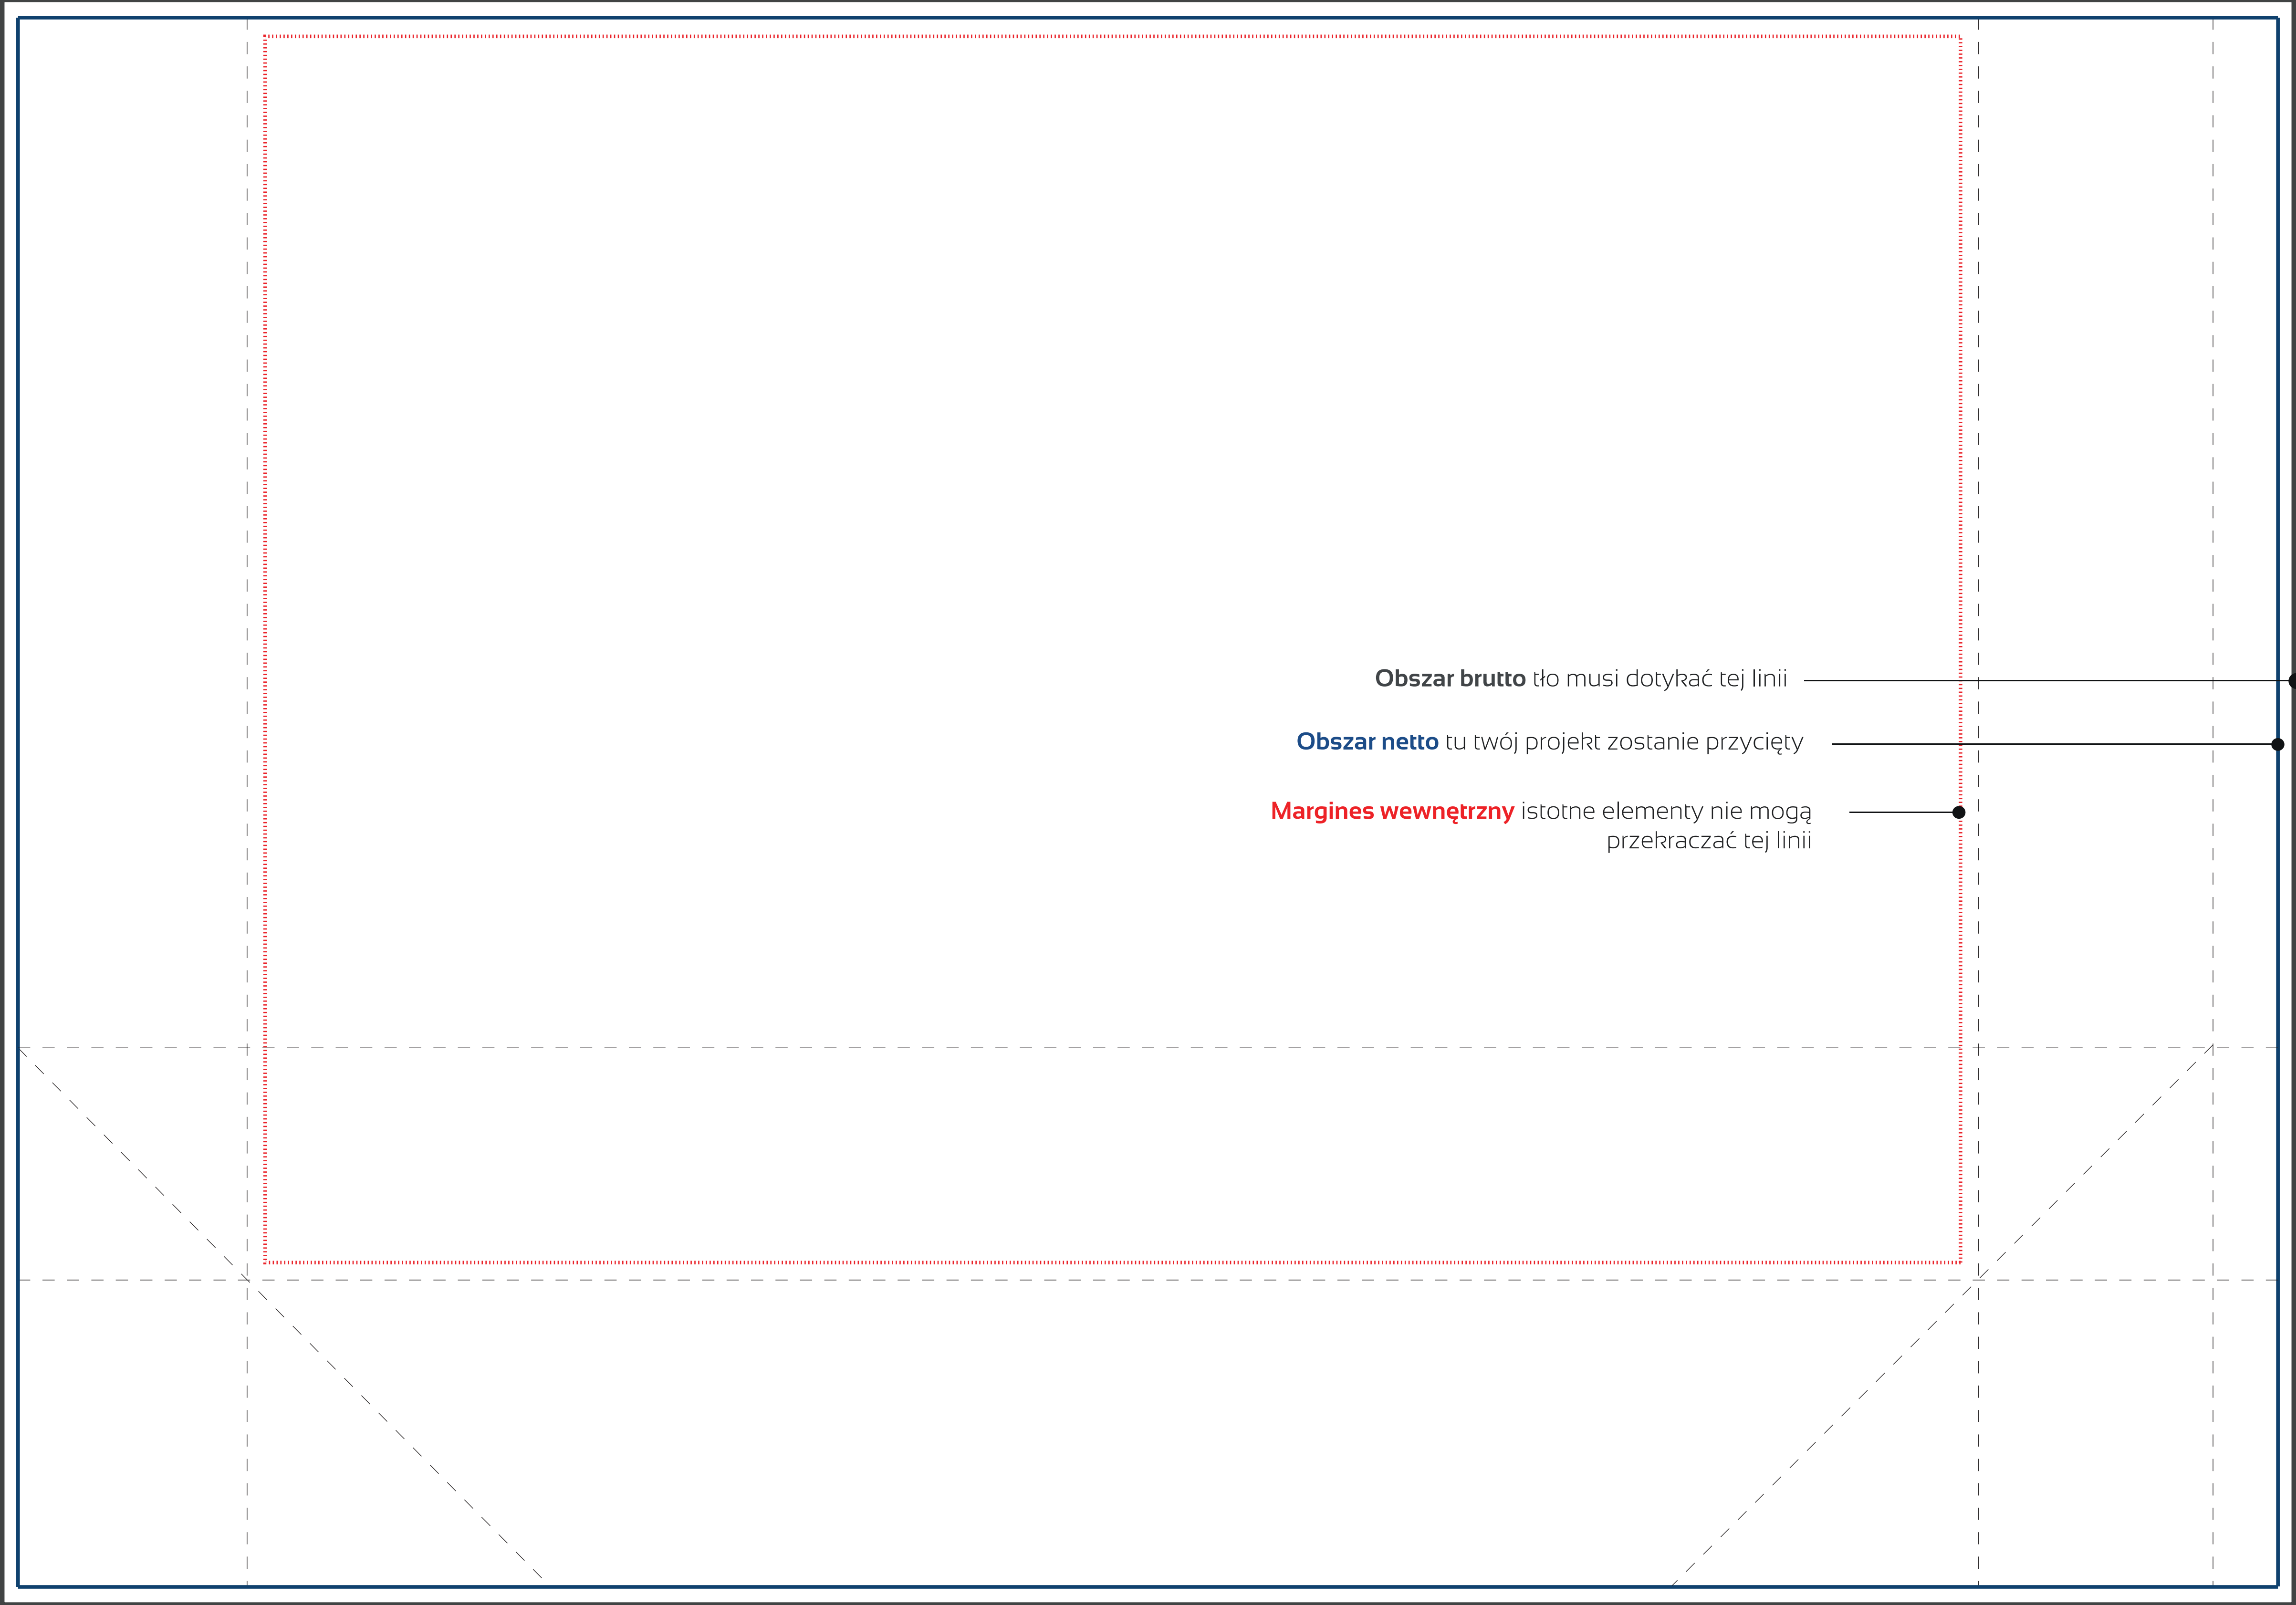 Obszar brutto tło musi dotykać tej linii
Obszar netto tu twój projekt zostanie przycięty
Margines wewnętrzny istotne elementy nie mogą
przekraczać tej linii